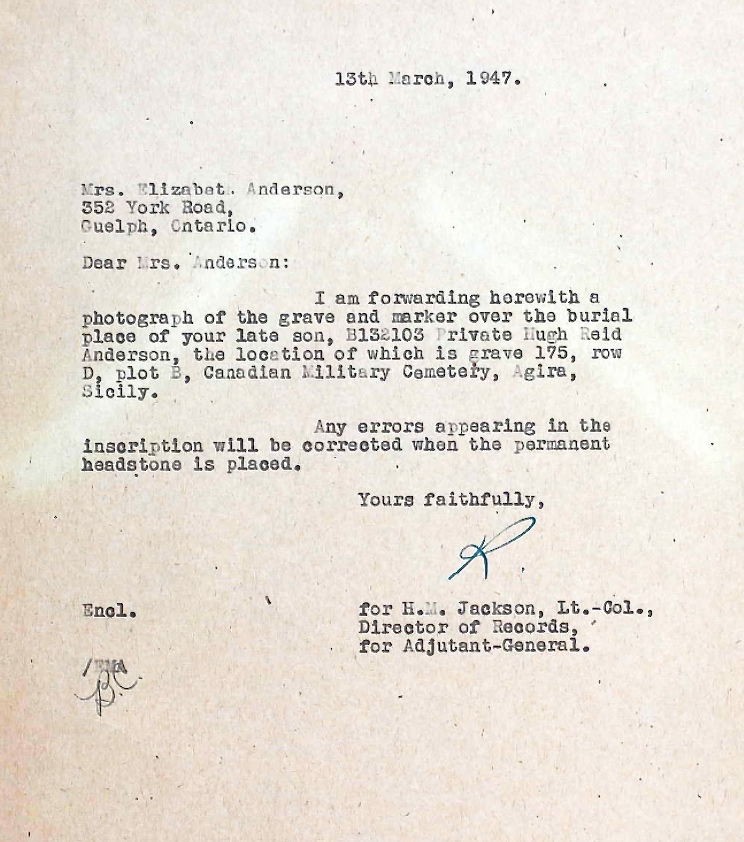 13th March, 1947.
Mrs. Elizabet. Anderson,
352 York Road,
Guelph, Ontario.
Dear Mrs. Anderson:
I am forwarding herewith a
photograph of the grave and marker over the burial
place of your late son, B132103 Private Hugh Reid
Anderson, the location of which is grave 175, row
D, plot B, Canadian Military Cemetery, Agira,
Sicily.
Any errors appearing in the
inscription will be corrected when the permanent
headstone is placed.
Yours faithfully,
R
Encl.
for H.M. Jackson, Lt.-Col.,
Director of Records,
for Adjutant-General.